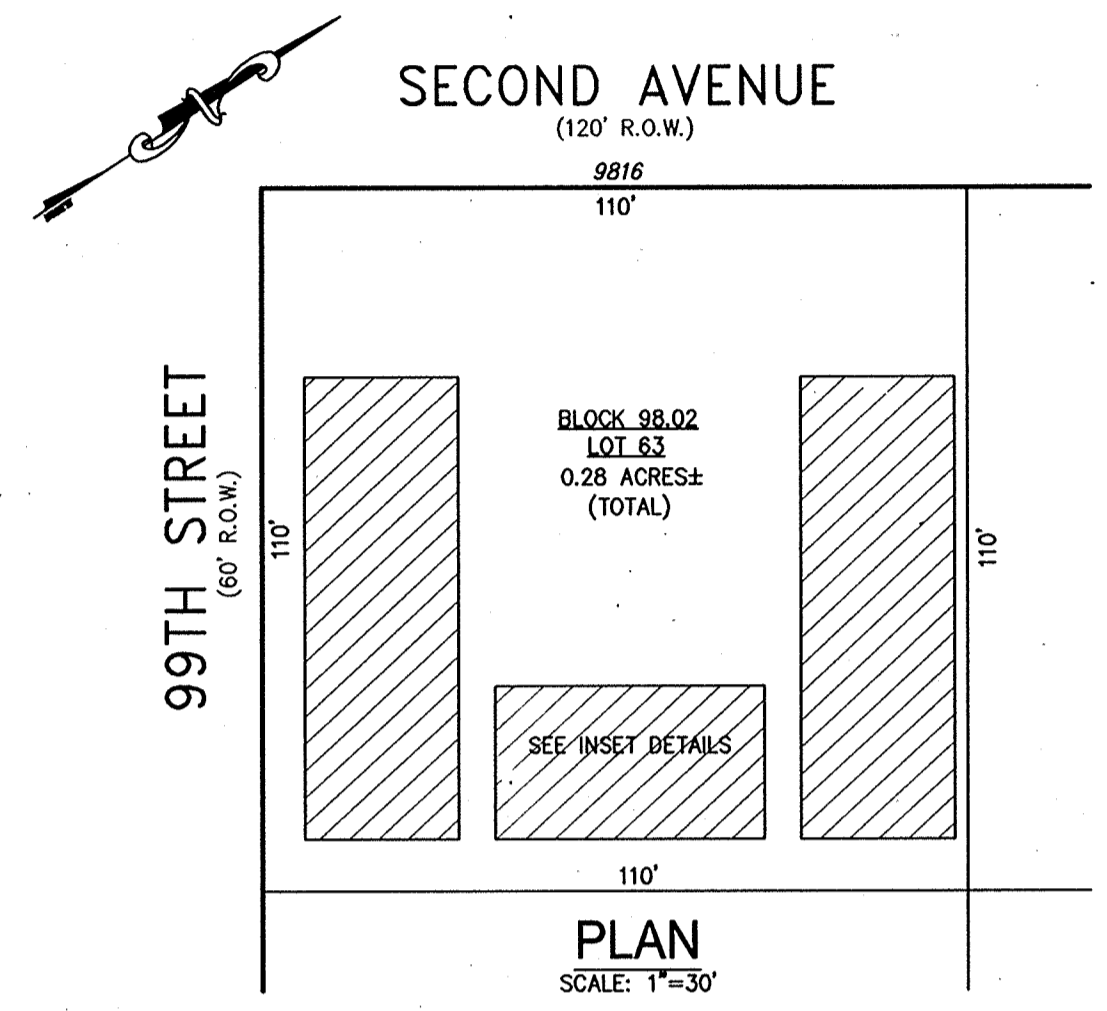 SECOND AVENUE
(120' R.O.W.)
9816
110'
99TH STREET
(60' R.O.W.)
110'
BLOCK 98.02
LOT 63
0.28 ACRES±
(TOTAL)
110'
SEE INSET DETAILS
110'
PLAN
SCALE: 1"=30'